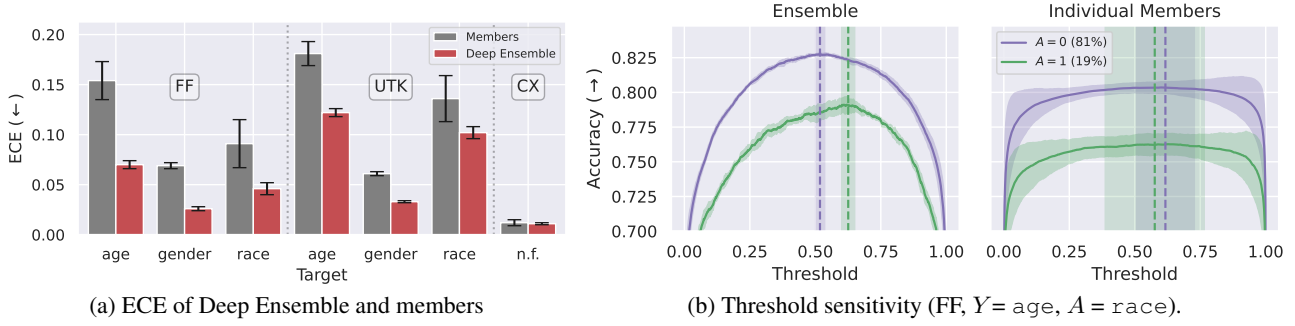 ECE (←)
0.20
0.15
0.10
0.05
0.00
Members
Deep Ensemble
FF
UTK
CX
age gender race age gender race n.f.
Target
(a) ECE of Deep Ensemble and members
Ensemble
Accuracy (→)
0.825
0.800
0.775
0.750
0.725
0.700
0.00 0.25 0.50 0.75 1.00
Threshold
Individual Members
A = 0 (81%)
A = 1 (19%)
0.00 0.25 0.50 0.75 1.00
Threshold
(b) Threshold sensitivity (FF, Y = age, A = race).